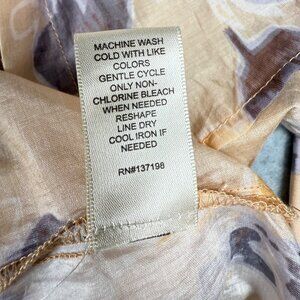 MACHINE WASH
COLD WITH LIKE
COLORS
GENTLE CYCLE
ONLY NON-
CHLORINE BLEACH
WHEN NEEDED
RESHAPE
LINE DRY
COOL IRON IF
NEEDED
RN#137198